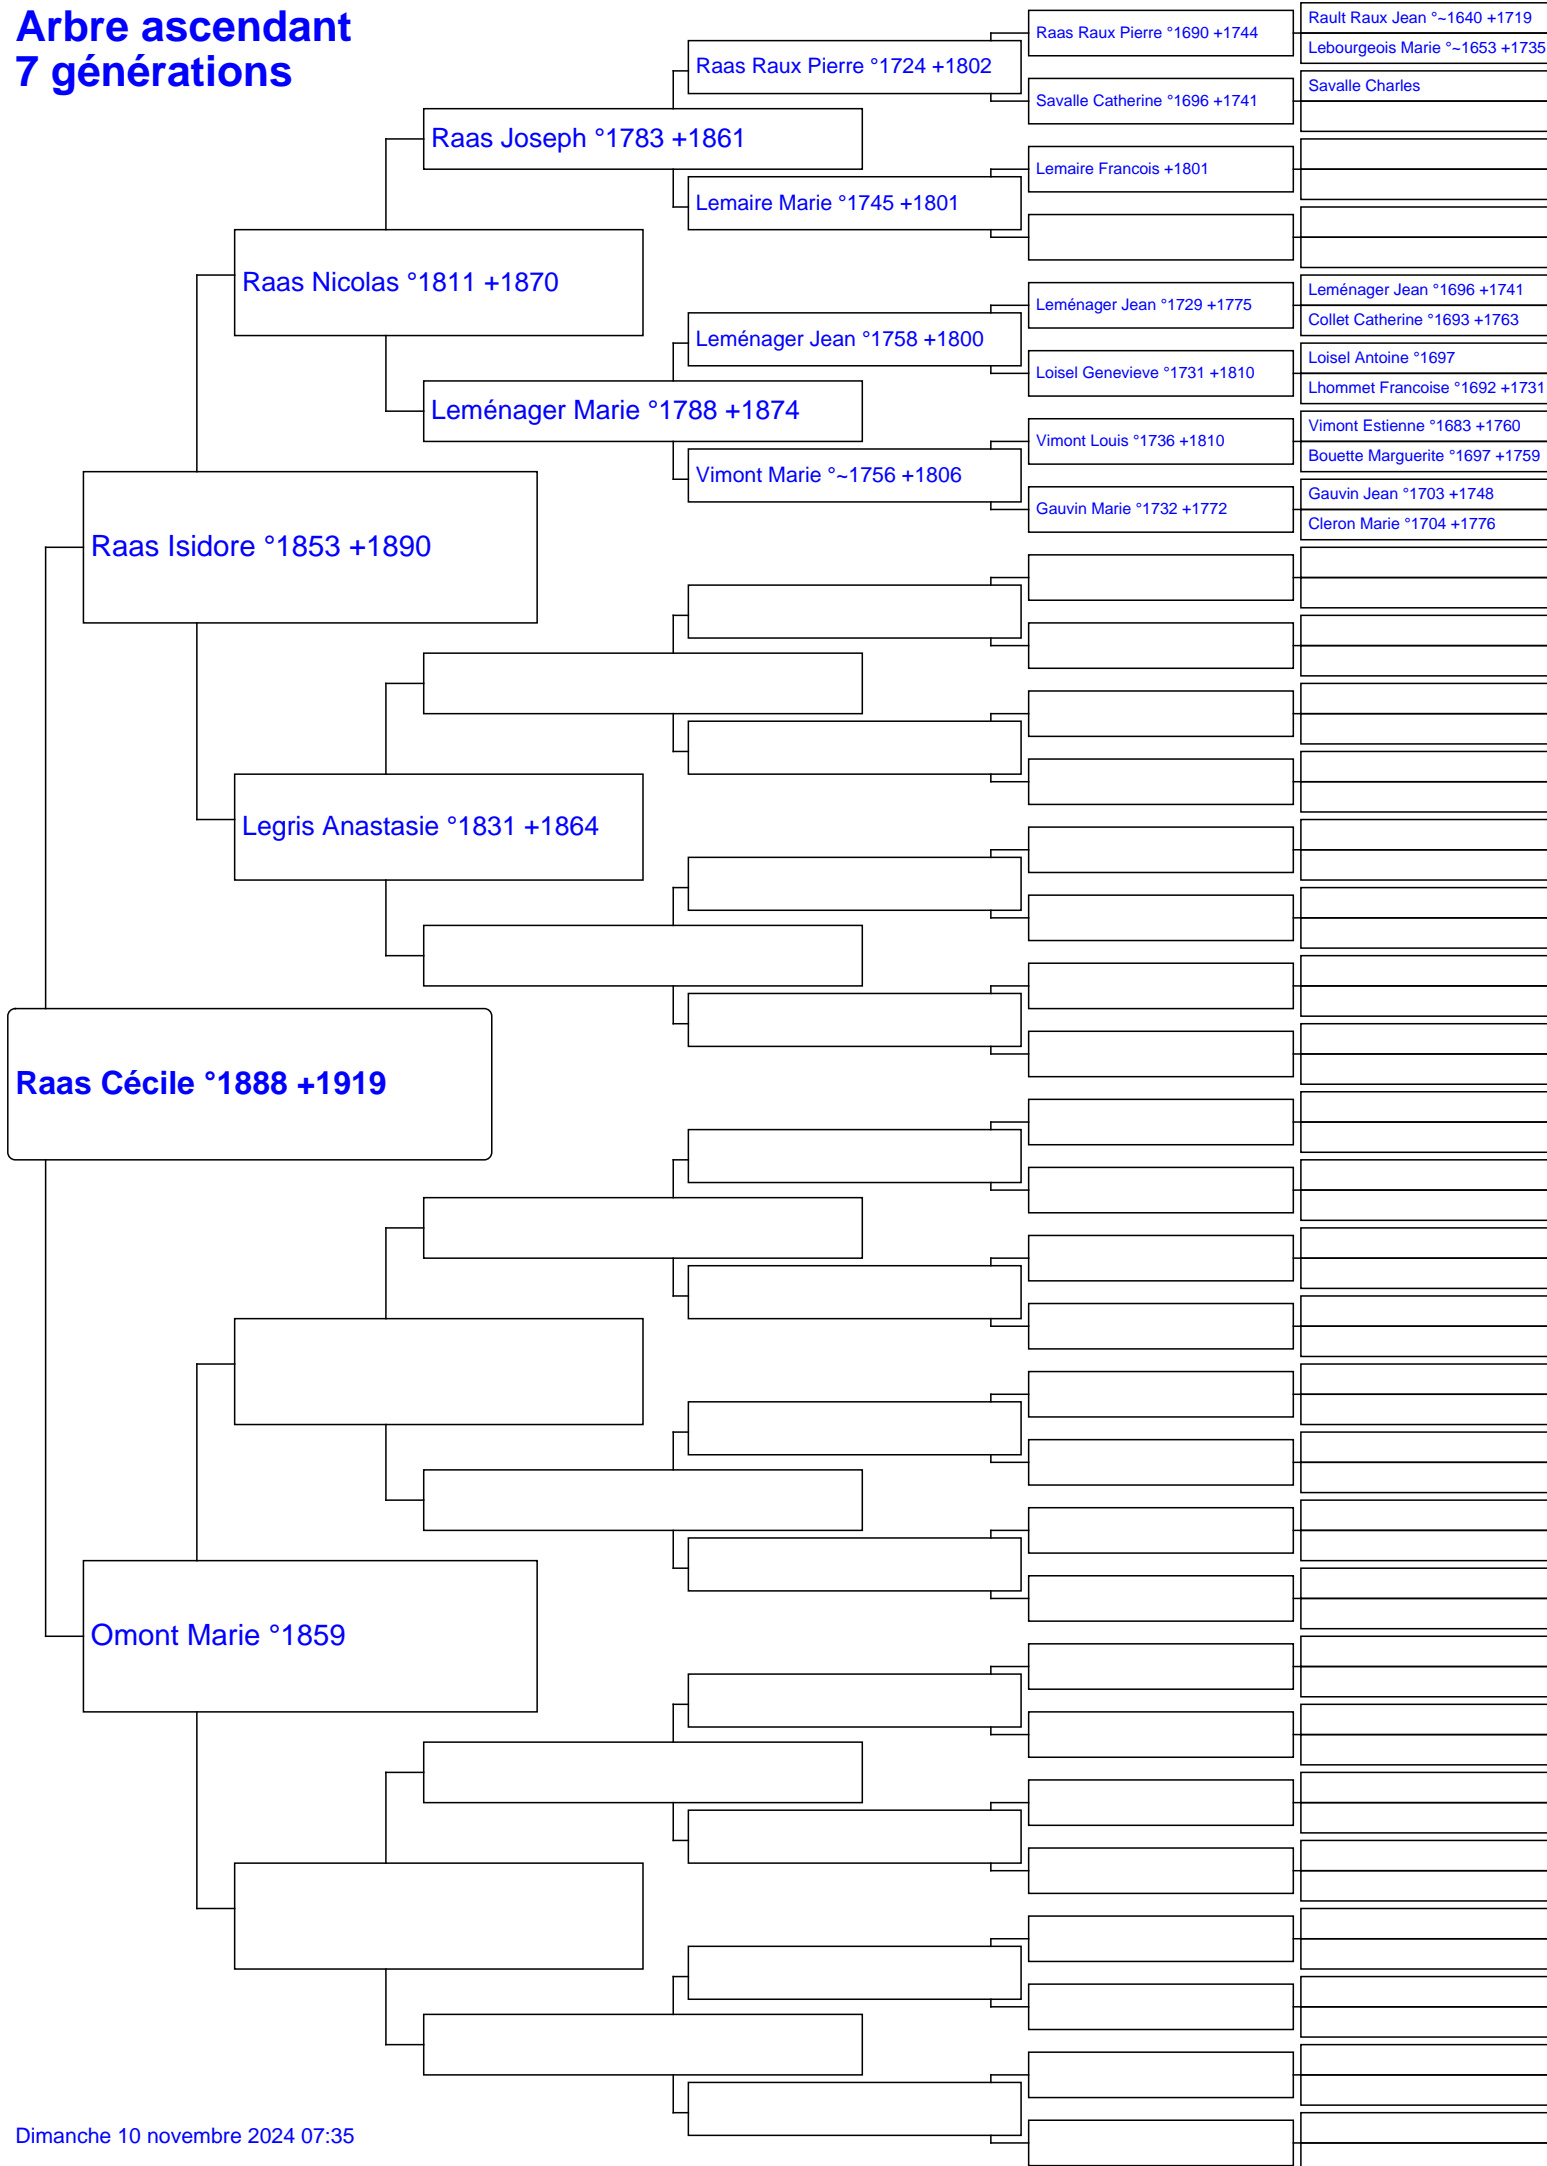 Arbre ascendant
7 générations
Raas Cécile °1888 +1919
Raas Isidore °1853 +1890
Omont Marie °1859
Raas Nicolas °1811 +1870
Legris Anastasie °1831 +1864
Raas Joseph °1783 +1861
Leménager Marie °1788 +1874
Raas Raux Pierre °1724 +1802
Lemaire Marie °1745 +1801
Leménager Jean °1758 +1800
Vimont Marie °~1756 +1806
Raas Raux Pierre °1690 +1744
Savalle Catherine °1696 +1741
Lemaire Francois +1801
Leménager Jean °1729 +1775
Loisel Genevieve °1731 +1810
Vimont Louis °1736 +1810
Gauvin Marie °1732 +1772
Rault Raux Jean °~1640 +1719
Lebourgeois Marie °~1653 +1735
Savalle Charles
Leménager Jean °1696 +1741
Collet Catherine °1693 +1763
Loisel Antoine °1697
Lhommet Francoise °1692 +1731
Vimont Estienne °1683 +1760
Bouette Marguerite °1697 +1759
Gauvin Jean °1703 +1748
Cleron Marie °1704 +1776
Dimanche 10 novembre 2024 07:35